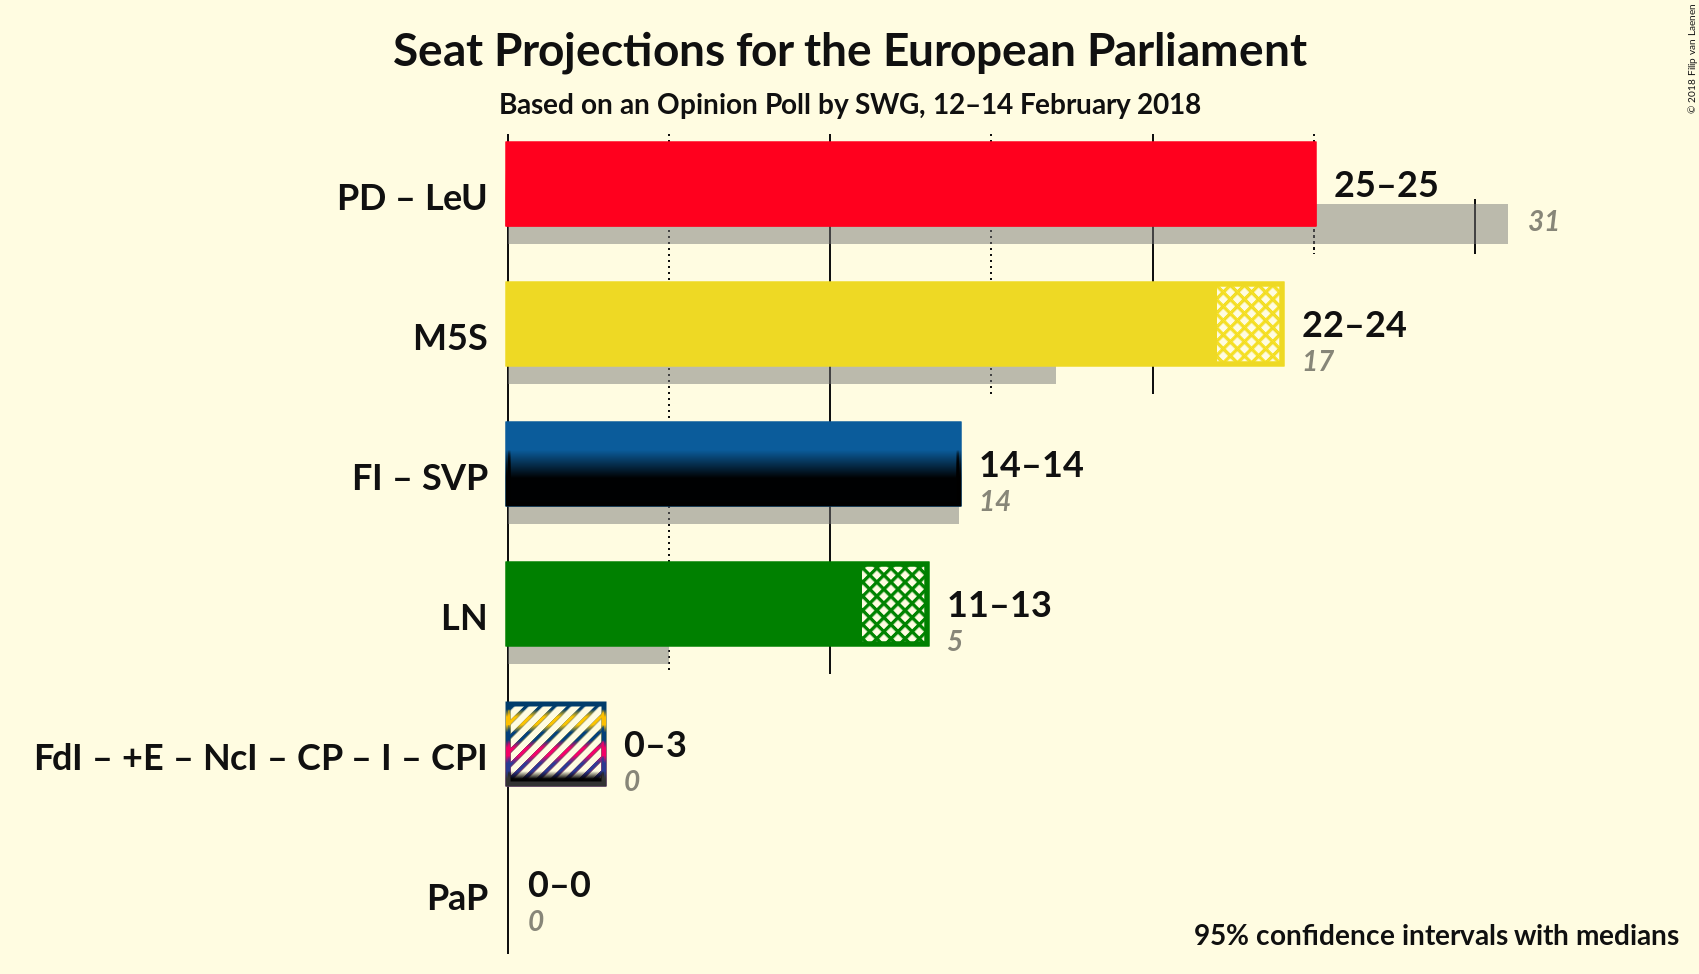 Seat Projections for the European Parliament
Based on an Opinion Poll by SWG, 12–14 February 2018
© 2018 Filip van Laenen
PD – LeU
25–25
31
M5S
22–24
17
FI – SVP
14–14
14
LN
11–13
5
FdI – +E – NcI – CP – I – CPI
0–3
0
PaP
0–0
0
95% confidence intervals with medians